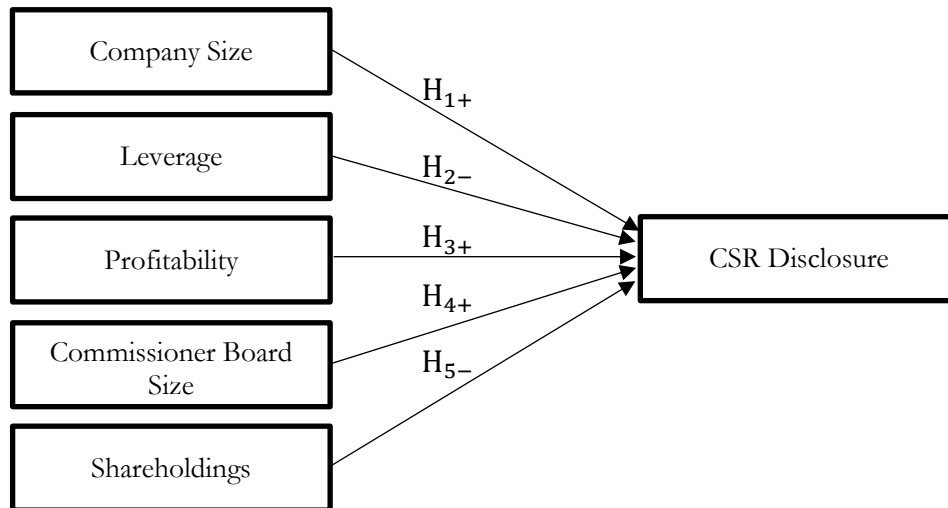 Company Size
H₁₊
Leverage
H₂₋
Profitability
H₃₊
CSR Disclosure
H₄₊
Commissioner Board
Size
H₅₋
Shareholdings